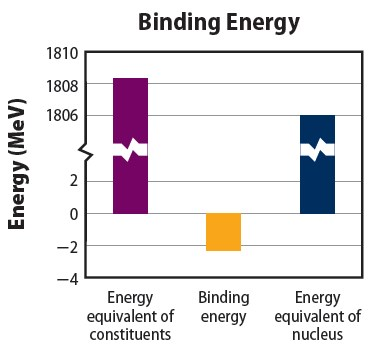 Binding Energy
Energy (MeV)
1810
1808
1806
2
0
−2
−4
Energy
equivalent of
constituents
Binding
energy
Energy
equivalent of
nucleus